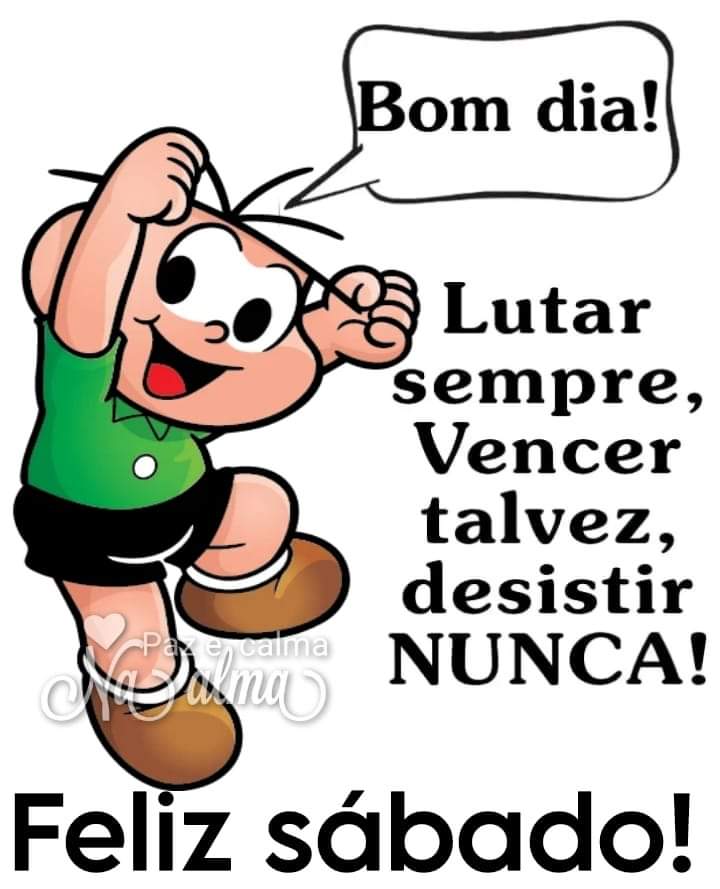 Bom dia!
Lutar
sempre,
Vencer
talvez,
desistir
NUNCA!
Paz e calma
Na alma
Feliz sábado!